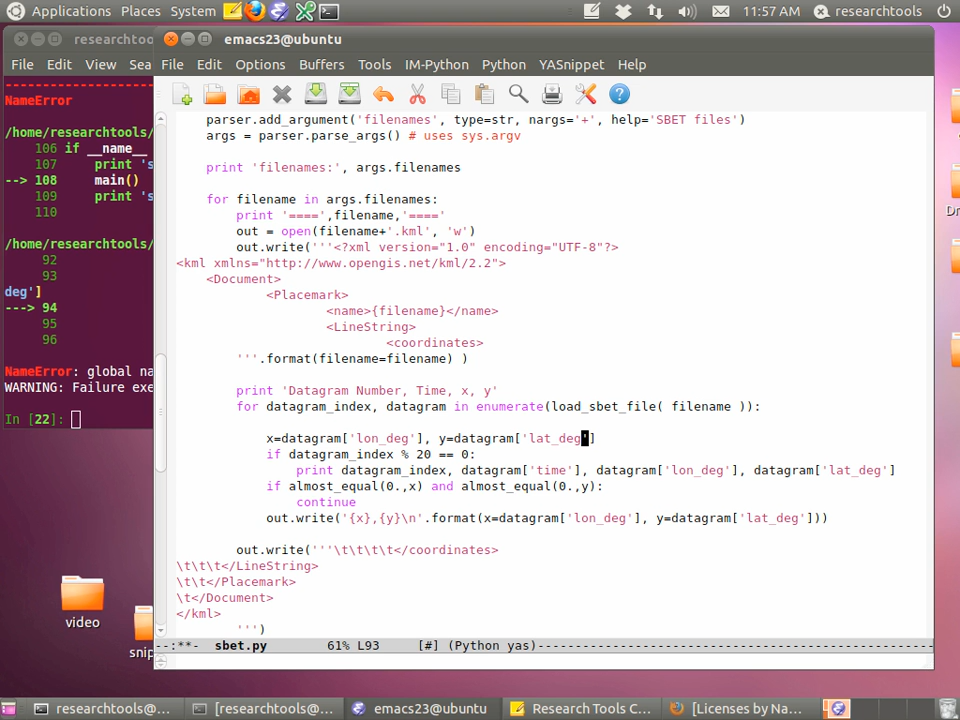 Applications Places System 11:57 AM researchtools
researchtoo
emacs23@ubuntu
File Edit View Sea
File Edit Options Buffers Tools IM-Python Python YASnippet Help
--------------------
NameError
/home/researchtools/
106 if __name__
107 print 's
--> 108 main()
109 print 's
110
/home/researchtools/
92
93
deg']
---> 94
95
96
NameError: global na
WARNING: Failure exe
In [22]:
parser.add_argument('filenames', type=str, nargs='+', help='SBET files')
args = parser.parse_args() # uses sys.argv
print 'filenames:', args.filenames
for filename in args.filenames:
print '====',filename,'===='
out = open(filename+'.kml', 'w')
out.write('''<?xml version="1.0" encoding="UTF-8"?>
<kml xmlns="http://www.opengis.net/kml/2.2">
<Document>
<Placemark>
<name>{filename}</name>
<LineString>
<coordinates>
'''.format(filename=filename) )
print 'Datagram Number, Time, x, y'
for datagram_index, datagram in enumerate(load_sbet_file( filename )):
x=datagram['lon_deg'], y=datagram['lat_deg']
if datagram_index % 20 == 0:
print datagram_index, datagram['time'], datagram['lon_deg'], datagram['lat_deg']
if almost_equal(0.,x) and almost_equal(0.,y):
continue
out.write('{x},{y}\n'.format(x=datagram['lon_deg'], y=datagram['lat_deg']))
out.write('''\t\t\t\t</coordinates>
\t\t\t</LineString>
\t\t</Placemark>
\t</Document>
</kml>
''')
--:**- sbet.py 61% L93 [#] (Python yas)--------------------
video
snip
Dr
researchtools@... [researchtools@... emacs23@ubuntu Research Tools C... [Licenses by Na...